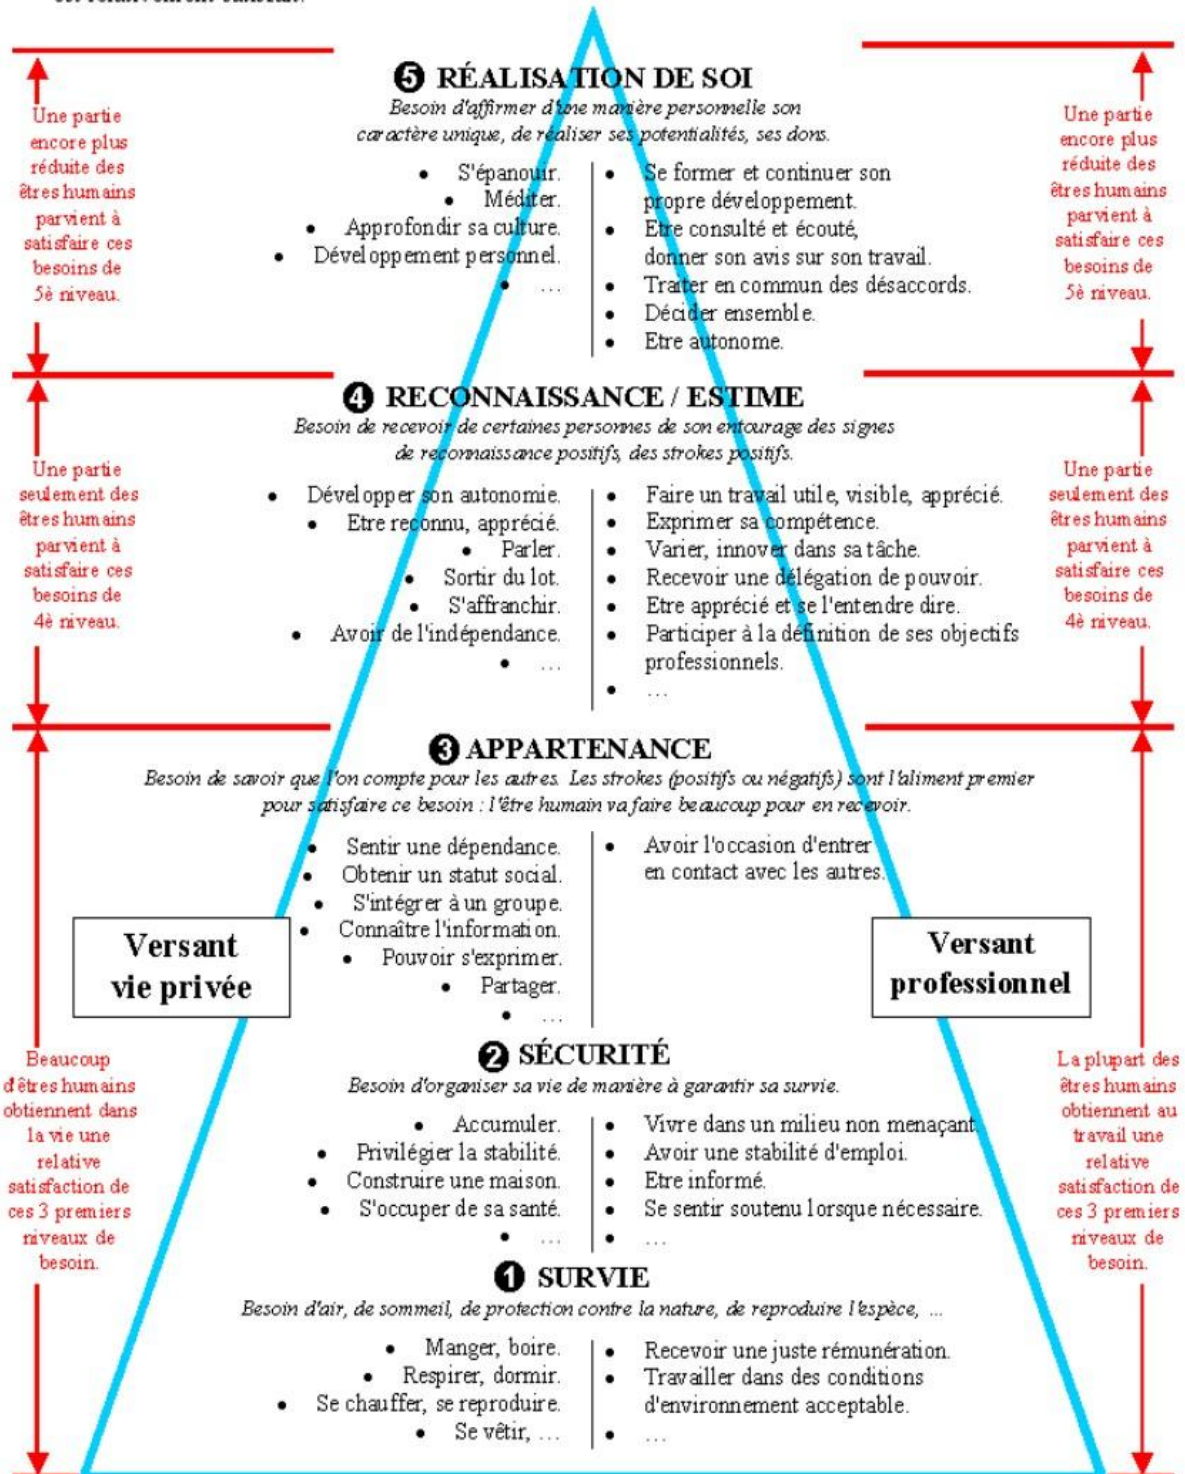 5 RÉALISATION DE SOI
Besoin d'affirmer d'une manière personnelle son
caractère unique, de réaliser ses potentialités, ses dons.
• S'épanouir.
• Méditer.
• Approfondir sa culture.
• Développement personnel.
• …
• Se former et continuer son
propre développement.
• Etre consulté et écouté,
donner son avis sur son travail.
• Traiter en commun des désaccords.
• Décider ensemble.
• Etre autonome.
Une partie
encore plus
réduite des
êtres humains
parvient à
satisfaire ces
besoins de
5è niveau.
Une partie
encore plus
réduite des
êtres humains
parvient à
satisfaire ces
besoins de
5è niveau.
4 RECONNAISSANCE / ESTIME
Besoin de recevoir de certaines personnes de son entourage des signes
de reconnaissance positifs, des strokes positifs.
• Développer son autonomie.
• Etre reconnu, apprécié.
• Parler.
• Sortir du lot.
• S'affranchir.
• Avoir de l'indépendance.
• …
• Faire un travail utile, visible, apprécié.
• Exprimer sa compétence.
• Varier, innover dans sa tâche.
• Recevoir une délégation de pouvoir.
• Etre apprécié et se l'entendre dire.
• Participer à la définition de ses objectifs
professionnels.
• …
Une partie
seulement des
êtres humains
parvient à
satisfaire ces
besoins de
4è niveau.
Une partie
seulement des
êtres humains
parvient à
satisfaire ces
besoins de
4è niveau.
3 APPARTENANCE
Besoin de savoir que l'on compte pour les autres. Les strokes (positifs ou négatifs) sont l'aliment premier
pour satisfaire ce besoin : l'être humain va faire beaucoup pour en recevoir.
• Sentir une dépendance.
• Obtenir un statut social.
• S'intégrer à un groupe.
• Connaître l'information.
• Pouvoir s'exprimer.
• Partager.
• …
• Avoir l'occasion d'entrer
en contact avec les autres.
Versant
vie privée
Versant
professionnel
2 SÉCURITÉ
Besoin d'organiser sa vie de manière à garantir sa survie.
• Accumuler.
• Privilégier la stabilité.
• Construire une maison.
• S'occuper de sa santé.
• …
• Vivre dans un milieu non menaçant
• Avoir une stabilité d'emploi.
• Etre informé.
• Se sentir soutenu lorsque nécessaire.
• …
Beaucoup
d'êtres humains
obtiennent dans
la vie une
relative
satisfaction de
ces 3 premiers
niveaux de
besoin.
La plupart des
êtres humains
obtiennent au
travail une
relative
satisfaction de
ces 3 premiers
niveaux de
besoin.
1 SURVIE
Besoin d'air, de sommeil, de protection contre la nature, de reproduire l'espèce, …
• Manger, boire.
• Respirer, dormir.
• Se chauffer, se reproduire.
• Se vêtir, …
• Recevoir une juste rémunération.
• Travailler dans des conditions
d'environnement acceptable.
• …